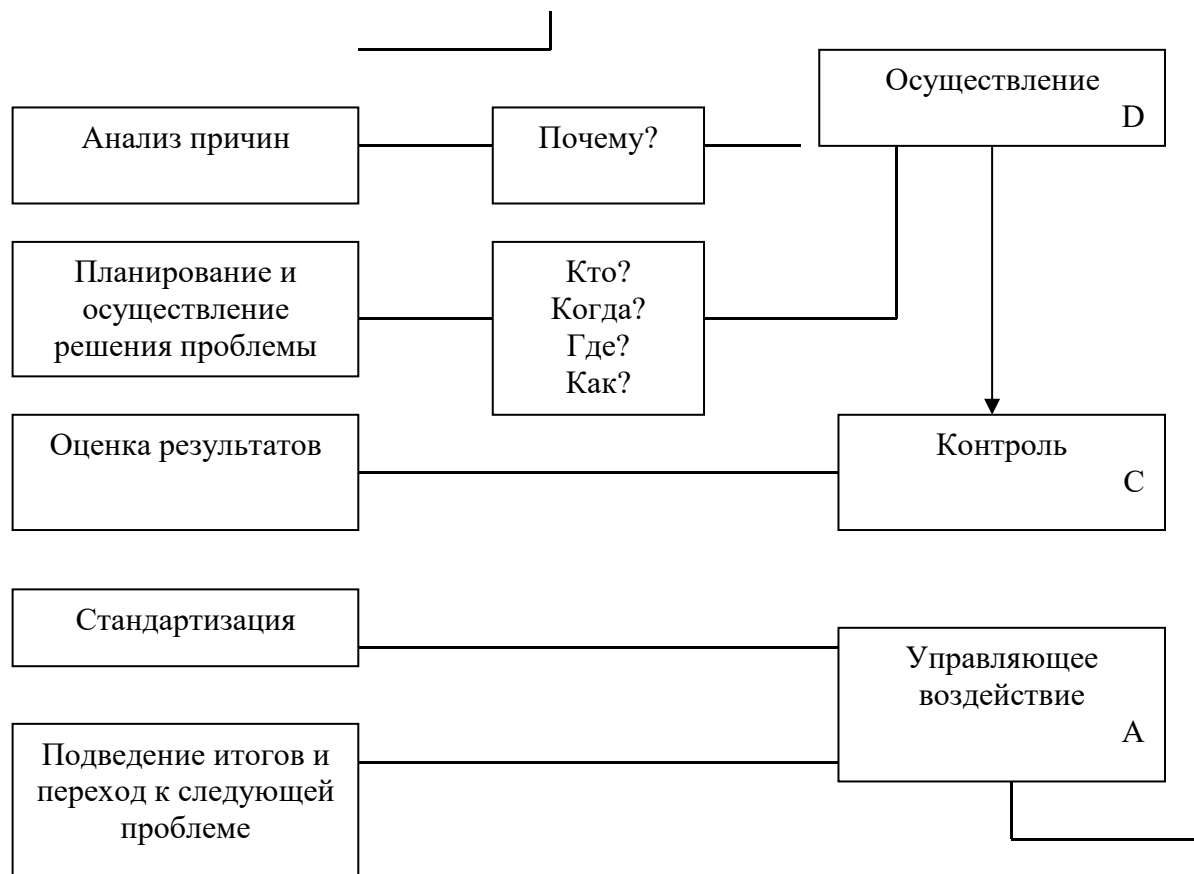 Осуществление
D
Анализ причин
Почему?
Планирование и
осуществление
решения проблемы
Кто?
Когда?
Где?
Как?
Оценка результатов
Контроль
C
Стандартизация
Управляющее
воздействие
A
Подведение итогов и
переход к следующей
проблеме